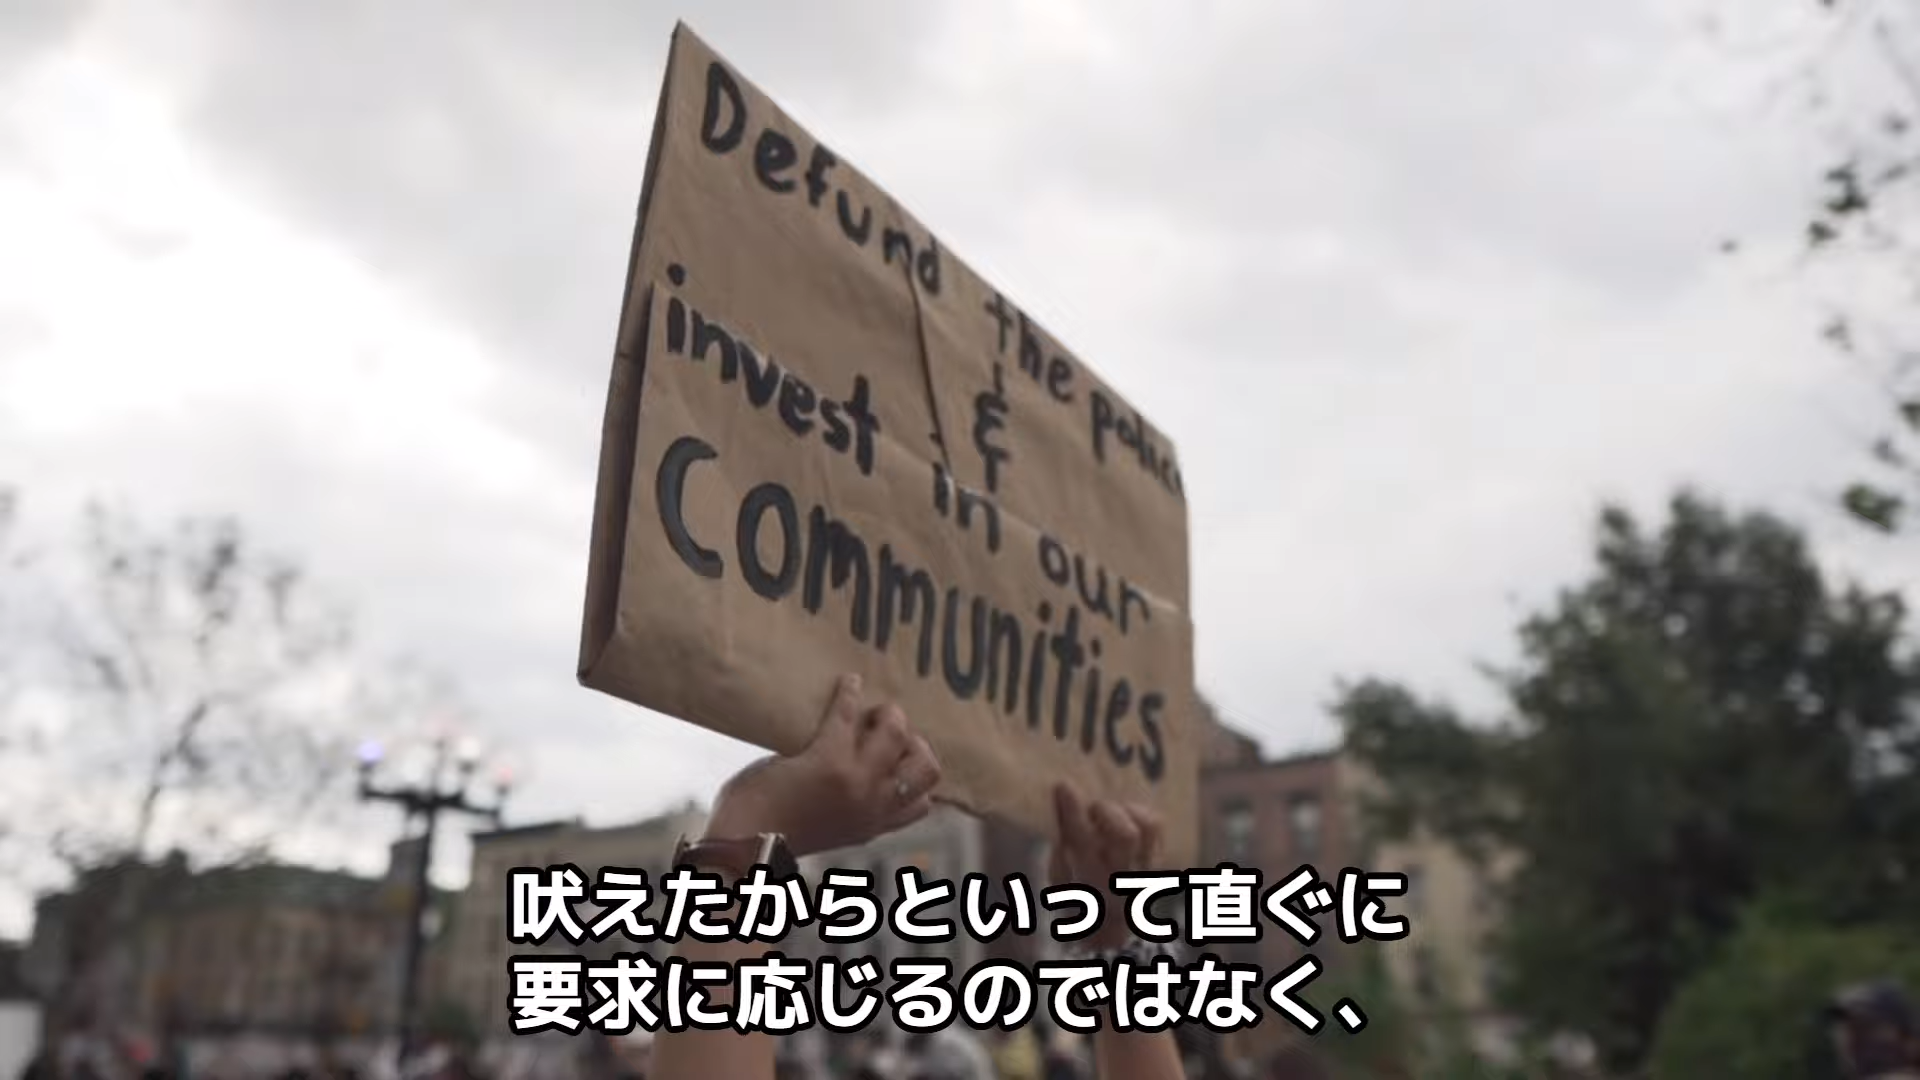 Defund the police
&
invest in our
Communities
吠えたからといって直ぐに
要求に応じるのではなく、